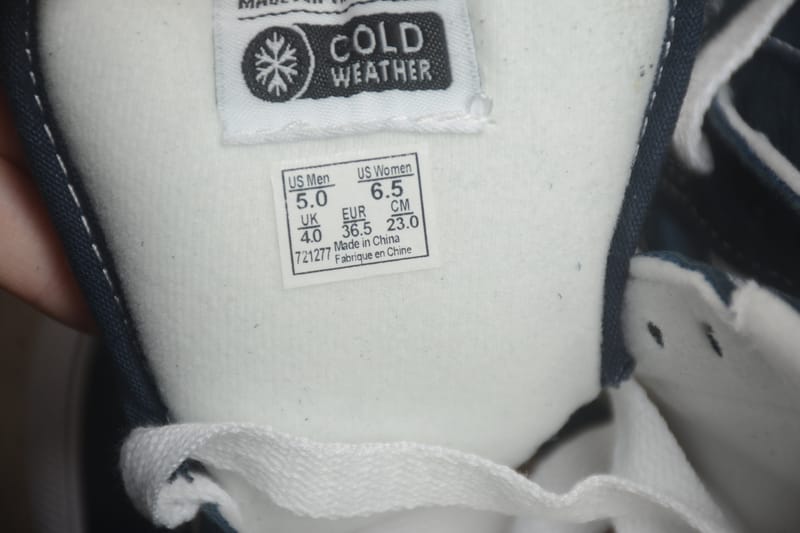 COLD
WEATHER
US Men US Women
5.0 6.5
UK EUR CM
4.0 36.5 23.0
Made in China
721277 Fabrique en Chine